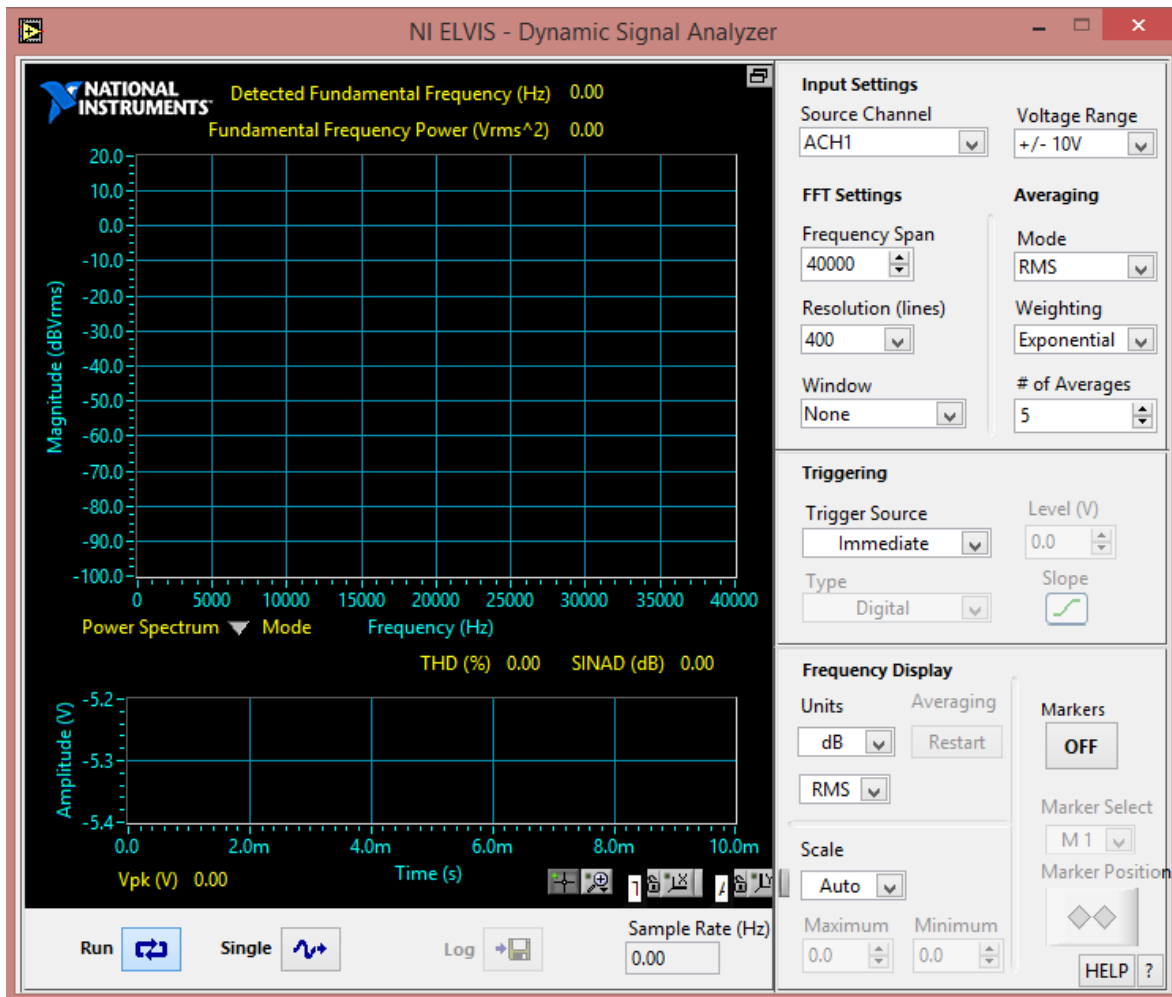 NI ELVIS - Dynamic Signal Analyzer
NATIONAL
INSTRUMENTS
Detected Fundamental Frequency (Hz) 0.00
Fundamental Frequency Power (Vrms^2) 0.00
20.0
10.0
0.0
-10.0
-20.0
-30.0
-40.0
-50.0
-60.0
-70.0
-80.0
-90.0
-100.0
Magnitude (dBVrms)
0 5000 10000 15000 20000 25000 30000 35000 40000
Power Spectrum Mode Frequency (Hz)
THD (%) 0.00 SINAD (dB) 0.00
-5.2
-5.3
-5.4
Amplitude (V)
0.0 2.0m 4.0m 6.0m 8.0m 10.0m
Vpk (V) 0.00 Time (s)
Run Single Log
Sample Rate (Hz)
0.00
Input Settings
Source Channel Voltage Range
ACH1 +/- 10V
FFT Settings Averaging
Frequency Span Mode
40000 RMS
Resolution (lines) Weighting
400 Exponential
Window # of Averages
None 5
Triggering
Trigger Source Level (V)
Immediate 0.0
Type Slope
Digital
Frequency Display
Units Averaging Markers
dB Restart OFF
RMS
Marker Select
M 1
Scale Marker Position
Auto
Maximum Minimum
0.0 0.0
HELP ?